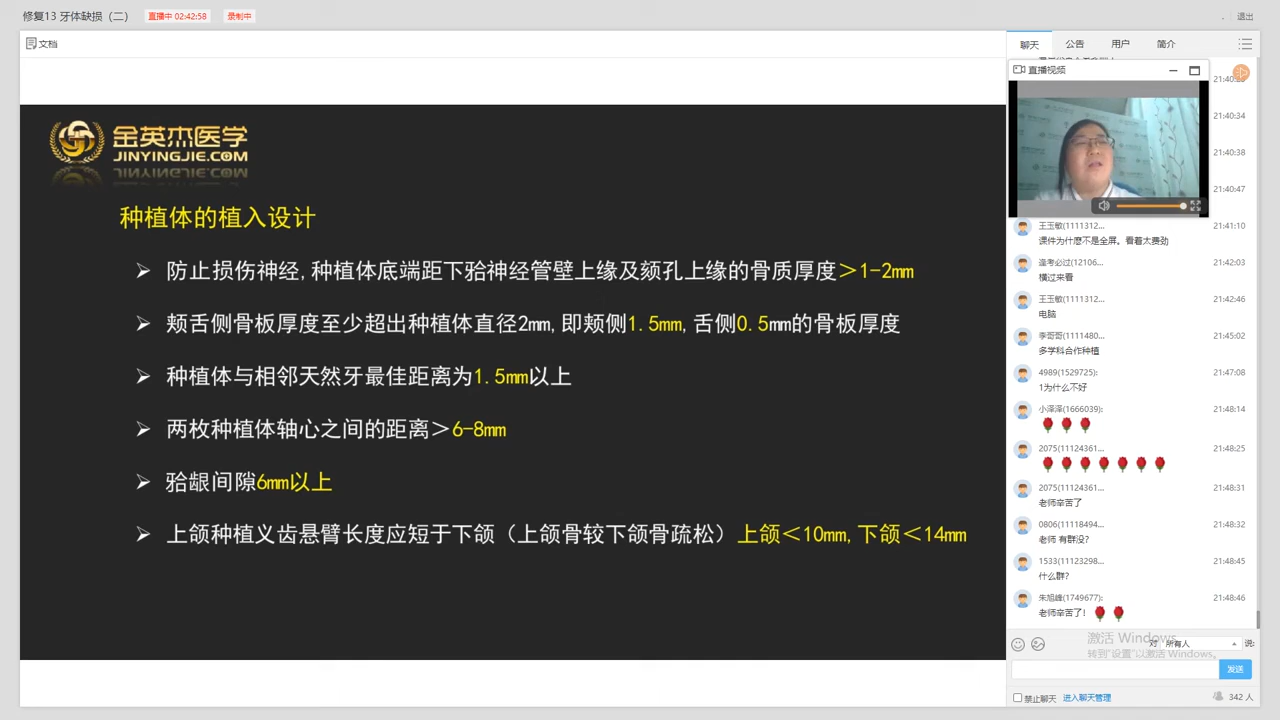 修复13 牙体缺损（二）
直播中 02:42:58
录制中
退出
文档
聊天
公告
用户
简介
直播视频
金英杰医学
JINYINGJIE.COM
种植体的植入设计
➢ 防止损伤神经,种植体底端距下牙合神经管壁上缘及颏孔上缘的骨质厚度＞1-2mm
➢ 颊舌侧骨板厚度至少超出种植体直径2mm,即颊侧1.5mm,舌侧0.5mm的骨板厚度
➢ 种植体与相邻天然牙最佳距离为1.5mm以上
➢ 两枚种植体轴心之间的距离＞6-8mm
➢ 𬌗龈间隙6mm以上
➢ 上颌种植义齿悬臂长度应短于下颌（上颌骨较下颌骨疏松）上颌＜10mm,下颌＜14mm
21:40:34
21:40:38
21:40:47
王玉敏(1111312... 21:41:10
课件为什麽不是全屏。看着太费劲
逢考必过(12106... 21:42:03
横过来看
王玉敏(1111312... 21:42:46
电脑
李哥哥(1111480... 21:45:02
多学科合作种植
4989(1529725): 21:47:08
1为什么不好
小泽泽(1666039): 21:48:14
2075(11124361... 21:48:25
2075(11124361... 21:48:31
老师辛苦了
0806(11118494... 21:48:32
老师 有群没?
1533(11123298... 21:48:45
什么群?
朱旭峰(1749677): 21:48:46
老师辛苦了!
激活 Windows
转到"设置"以激活 Windows。
对 所有人 说:
发送
禁止聊天 进入聊天管理
342 人